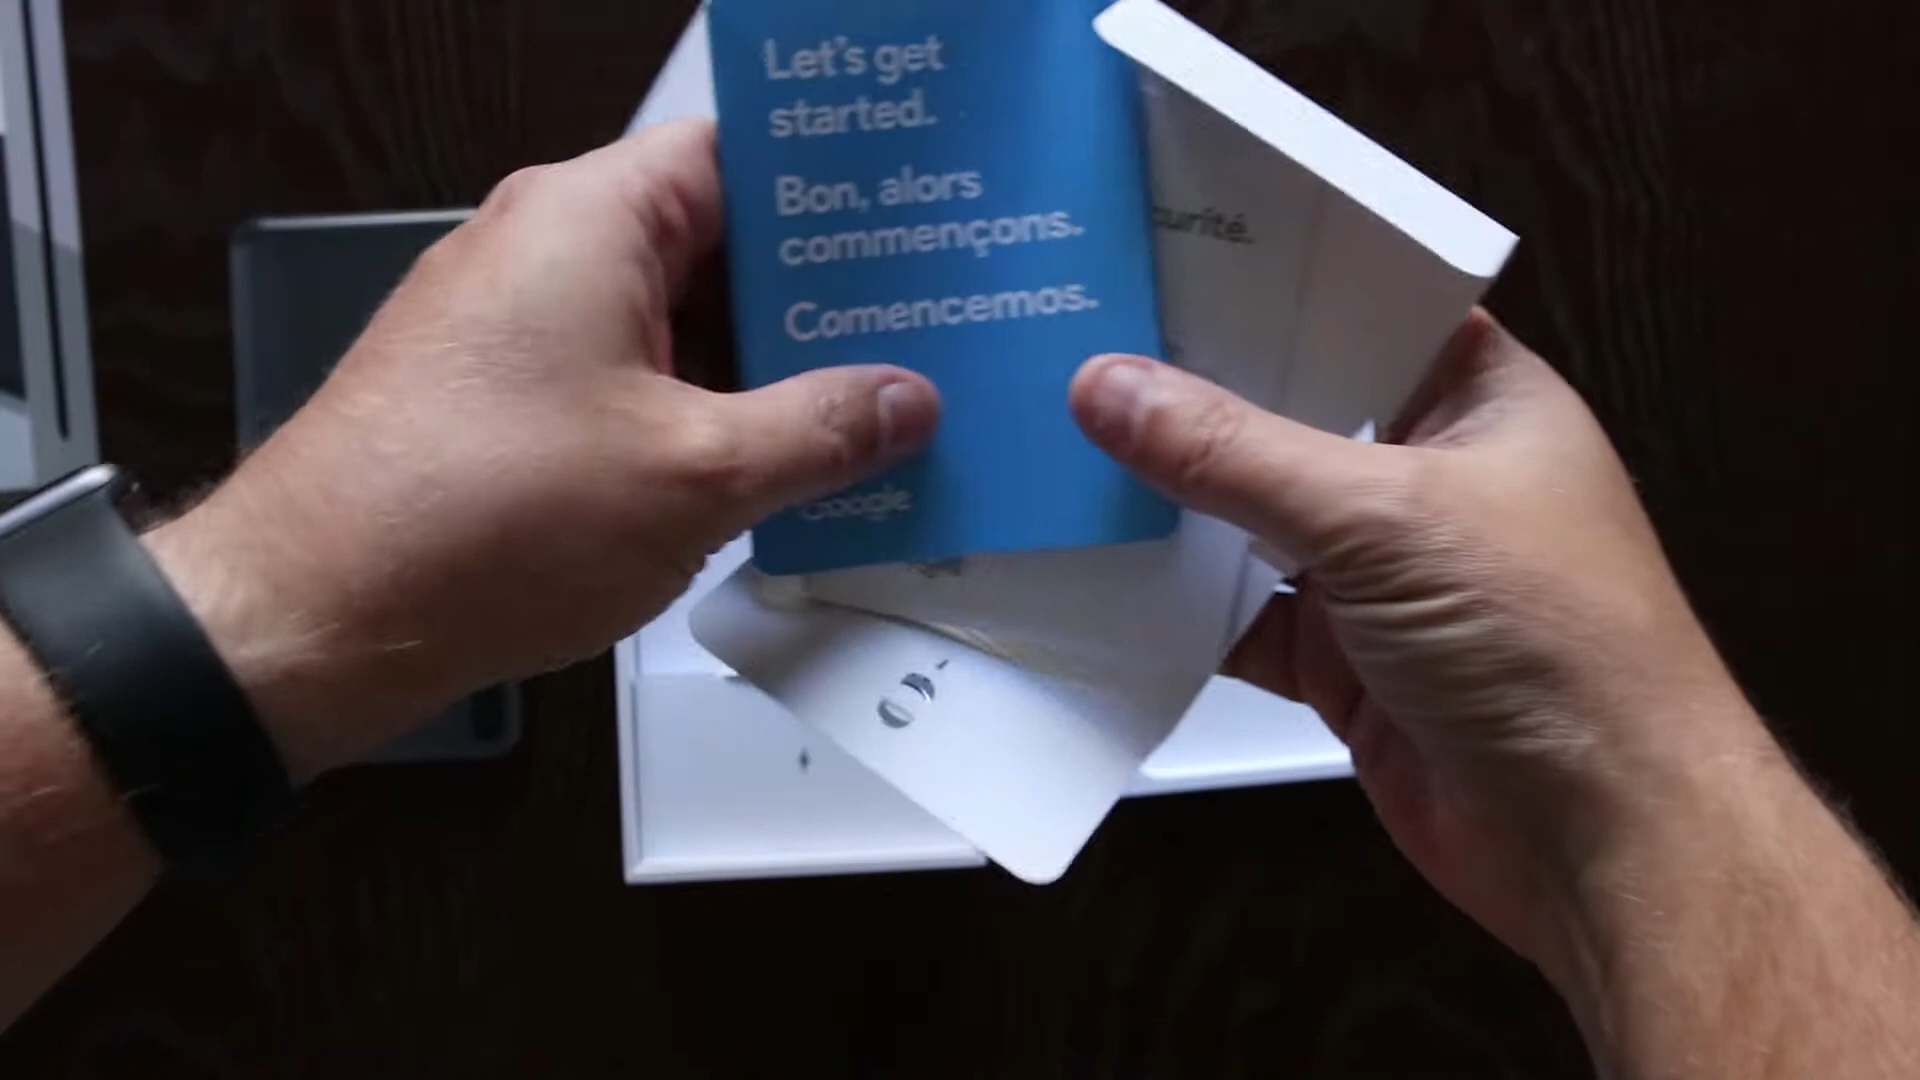 Let's get
started.
Bon, alors
commençons.
Comencemos.
Google